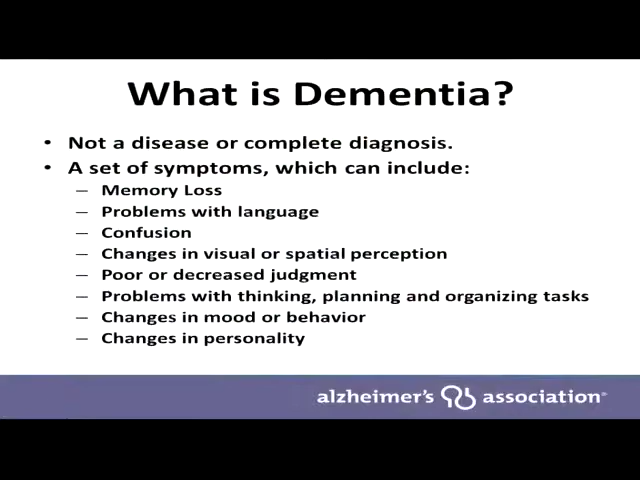 What is Dementia?
• Not a disease or complete diagnosis.
• A set of symptoms, which can include:
– Memory Loss
– Problems with language
– Confusion
– Changes in visual or spatial perception
– Poor or decreased judgment
– Problems with thinking, planning and organizing tasks
– Changes in mood or behavior
– Changes in personality
alzheimer's association®